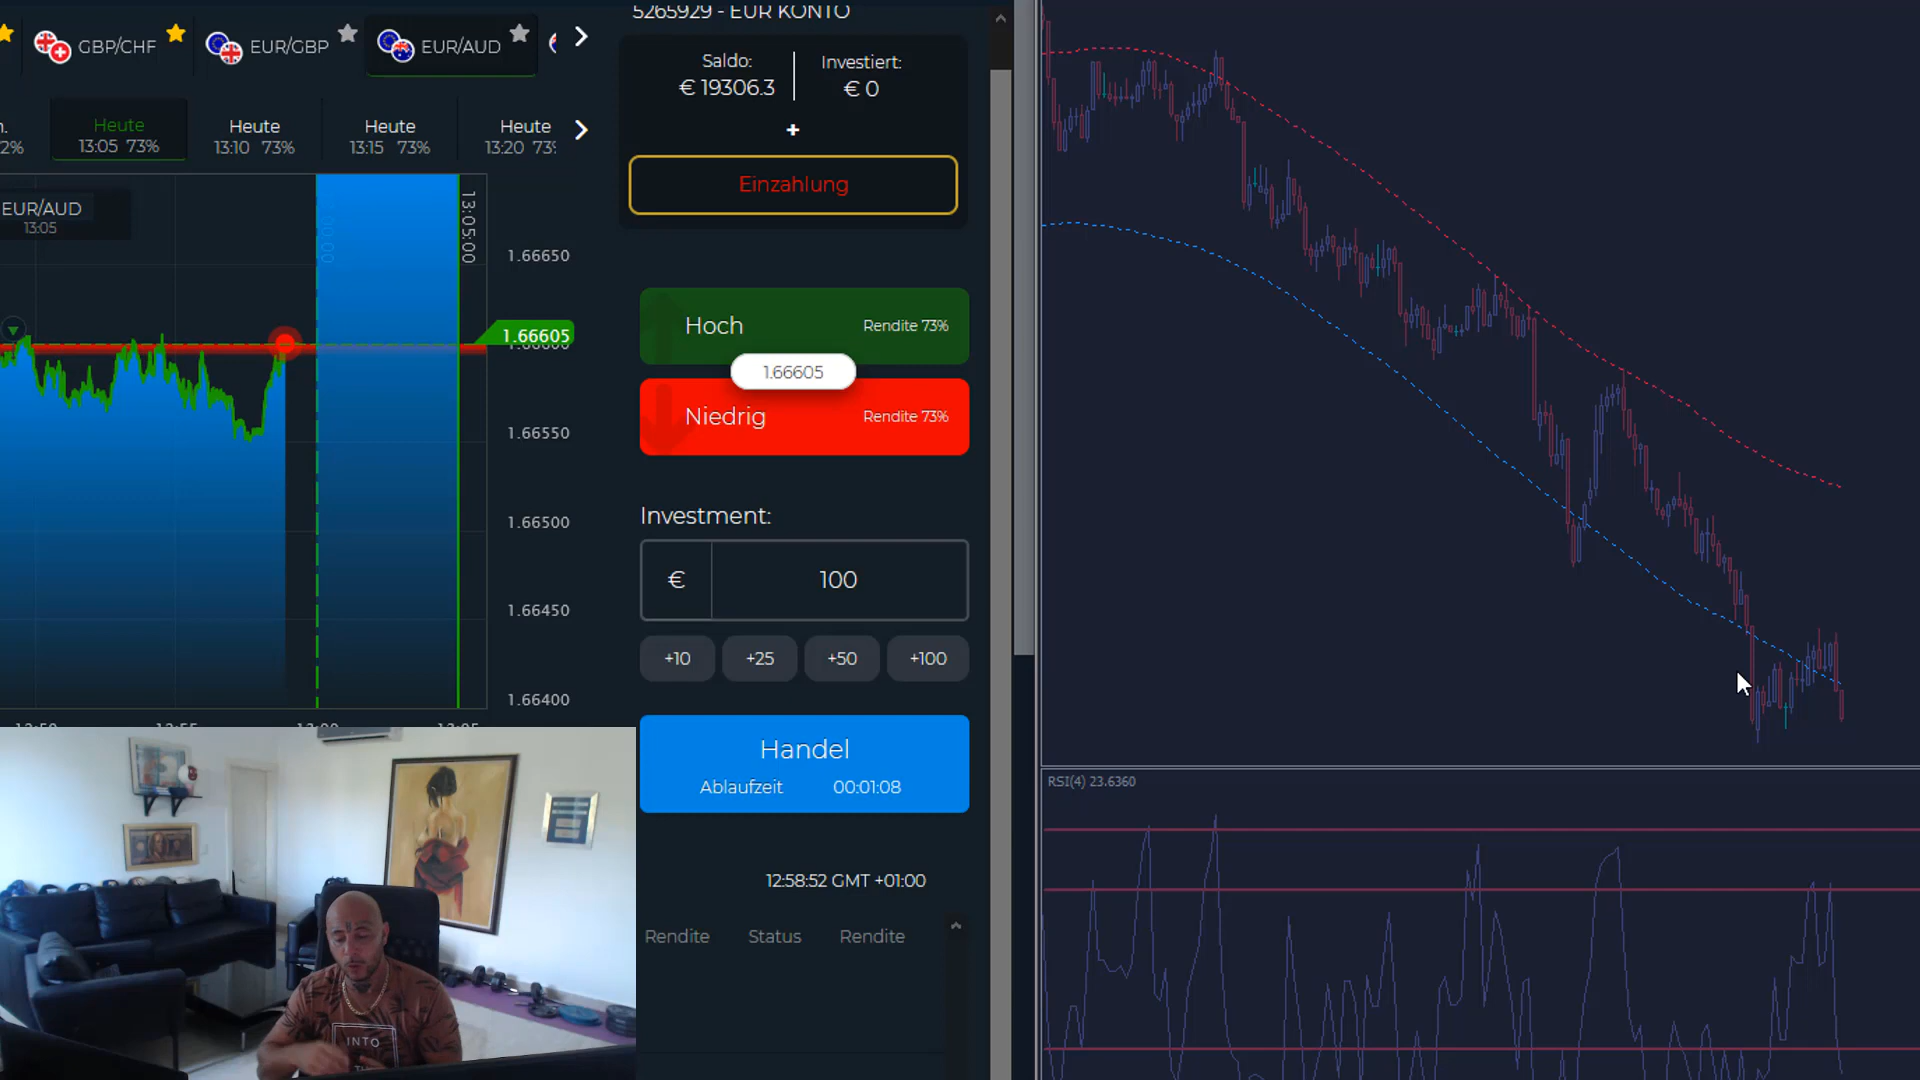 5265929 - EUR KONTO
GBP/CHF
EUR/GBP
EUR/AUD
Saldo:
€ 19306.3
Investiert:
€ 0
+
Einzahlung
2%
Heute
13:05 73%
Heute
13:10 73%
Heute
13:15 73%
Heute
13:20
EUR/AUD
13:05
13:05:00
1.66650
1.66605
1.66550
1.66500
1.66450
1.66400
Hoch
Rendite 73%
1.66605
Niedrig
Rendite 73%
Investment:
€
100
+10
+25
+50
+100
Handel
Ablaufzeit
00:01:08
12:58:52 GMT +01:00
Rendite
Status
Rendite
RSI(4) 23.6360
INTO